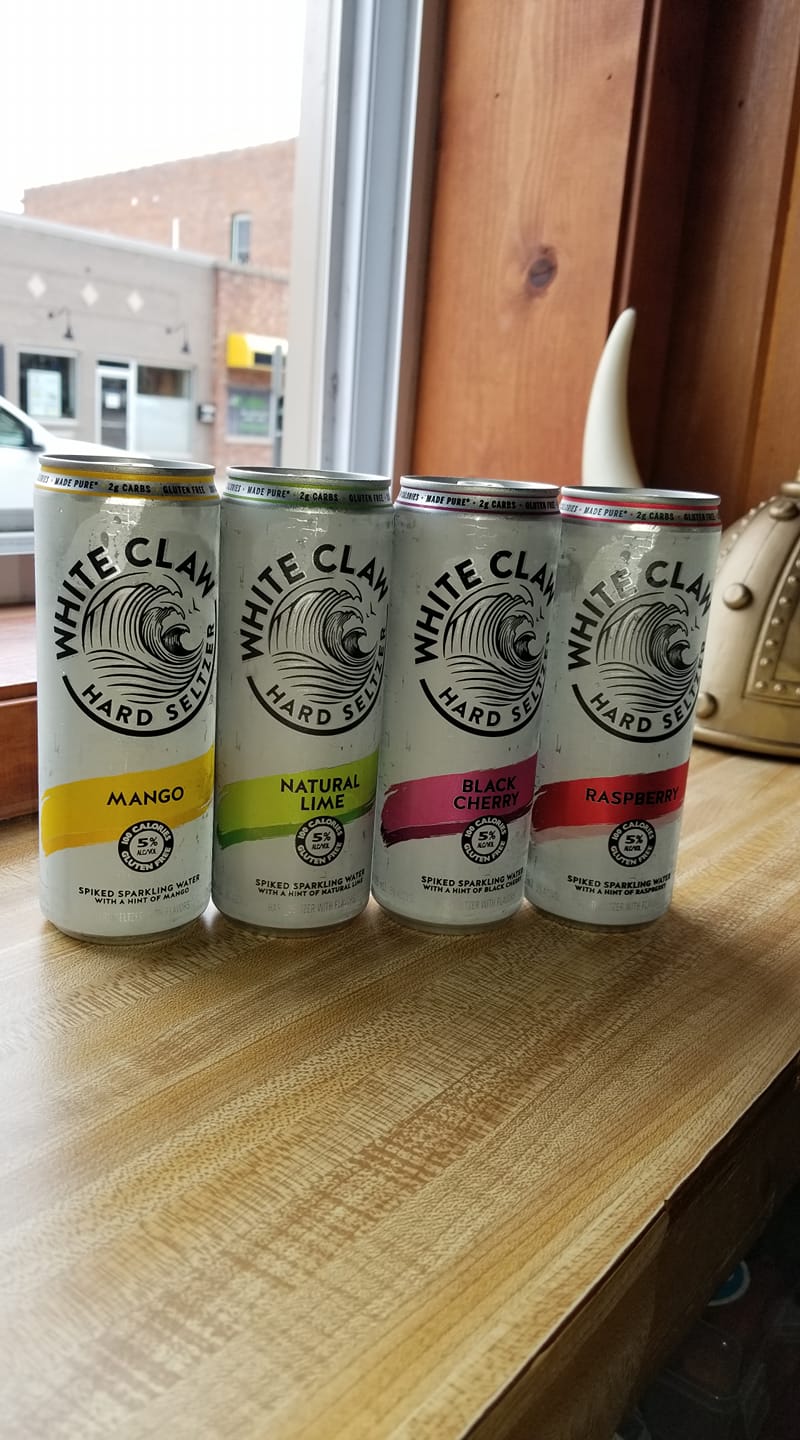 ORIES · MADE PURE* · 2g CARBS · GLUTEN FREE
WHITE CLAW
HARD SELTZER
MANGO
100 CALORIES
5%
ALC/VOL
GLUTEN FREE
SPIKED SPARKLING WATER
WITH A HINT OF MANGO
ORIES · MADE PURE* · 2g CARBS · GLUTEN FREE
WHITE CLAW
HARD SELTZER
NATURAL
LIME
100 CALORIES
5%
ALC/VOL
GLUTEN FREE
SPIKED SPARKLING WATER
WITH A HINT OF NATURAL LIME
CALORIES · MADE PURE* · 2g CARBS · GLUTEN FREE
WHITE CLAW
HARD SELTZER
BLACK
CHERRY
100 CALORIES
5%
ALC/VOL
GLUTEN FREE
SPIKED SPARKLING WATER
WITH A HINT OF BLACK CHERRY
CALORIES · MADE PURE* · 2g CARBS · GLUTEN FREE
WHITE CLAW
HARD SELTZER
RASPBERRY
100 CALORIES
5%
ALC/VOL
GLUTEN FREE
SPIKED SPARKLING WATER
WITH A HINT OF RASPBERRY